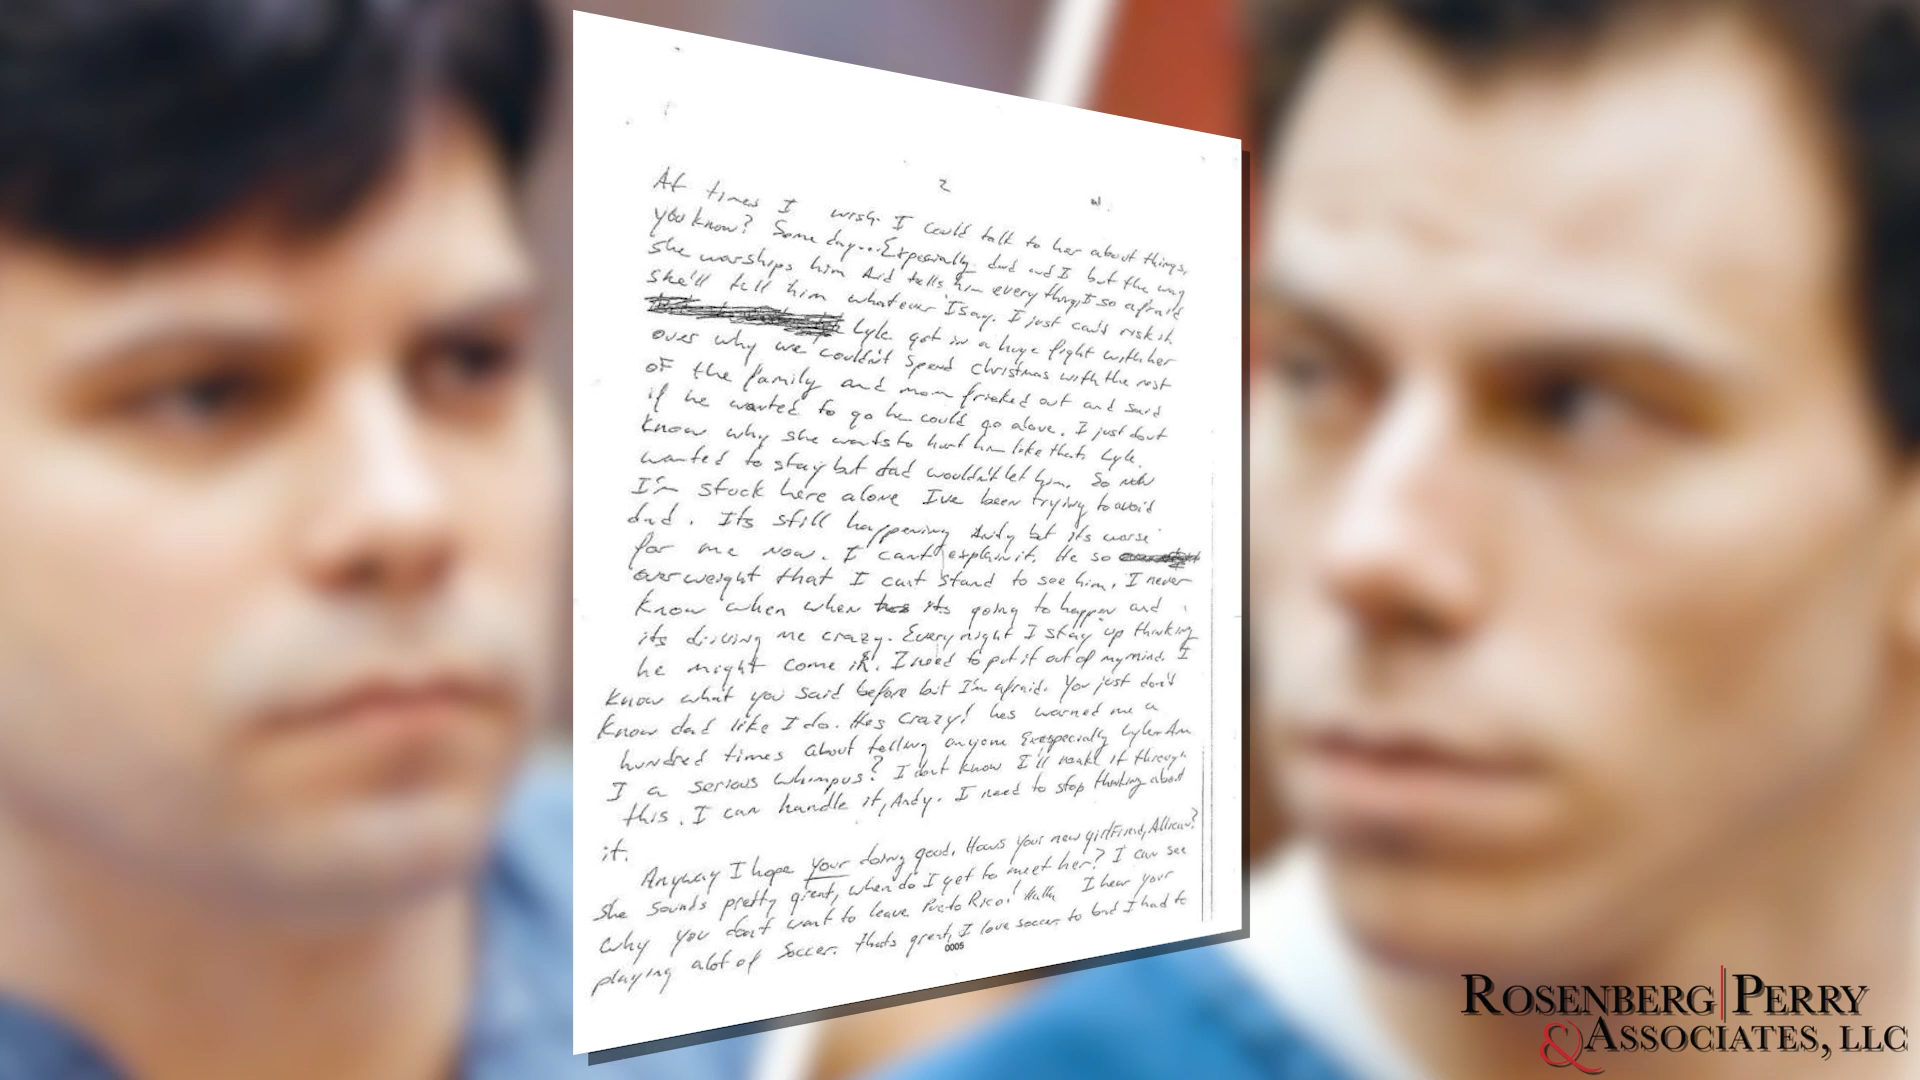 2
At times I wish I could talk to her about things,
you know? Some day...Expecially dad and I but the way
she worships him and tells him everything, I so afraid
she'll tell him whatever I say. I just can't risk it.
Lyle got in a huge fight with her
over why we couldn't spend christmas with the rest
of the family and mom frieked out and said
if he wanted to go he could go alone. I just dont
know why she wants to hurt him like that. Lyle
wanted to stay but dad wouldn't let him. So now
I'm stuck here alone I've been trying to avoid
dad. Its still happening Andy but its worse
for me now. I can't explain it. He so
overweight that I cant stand to see him. I never
know when when its going to happen and
its driving me crazy. Every night I stay up thinking
he might come in. I need to put it out of my mind. I
know what you said before but I'm afraid. You just don't
know dad like I do. Hes crazy! hes warned me a
hundred times about telling anyone Exespecially Lyle. Am
I a serious whimpus? I dont know I'll make it through
this. I can handle it, Andy. I need to stop thinking about
it.
Anyway I hope your doing good. Hows your new girlfriend, Allison?
She sounds pretty great, when do I get to meet her? I can see
why you don't want to leave Puerto Rico! HaHa I hear your
playing alot of soccer. thats great, I love soccer to but I had to
0005
ROSENBERG|PERRY
&ASSOCIATES, LLC